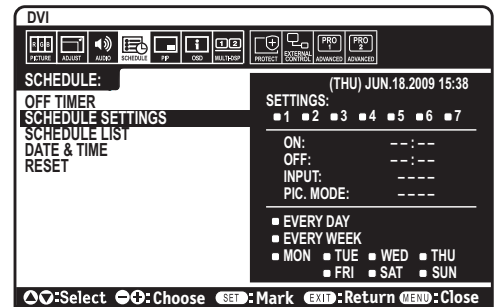 DVI
RGB
PICTURE ADJUST AUDIO SCHEDULE PIP OSD MULTI-DSP PROTECT EXTERNAL CONTROL PRO 1 ADVANCED PRO 2 ADVANCED
SCHEDULE:
OFF TIMER
SCHEDULE SETTINGS
SCHEDULE LIST
DATE & TIME
RESET
(THU) JUN.18.2009 15:38
SETTINGS:
1 2 3 4 5 6 7
ON: --:--
OFF: --:--
INPUT: ----
PIC. MODE: ----
EVERY DAY
EVERY WEEK
MON TUE WED THU
FRI SAT SUN
:Select :Choose SET :Mark EXIT :Return MENU :Close